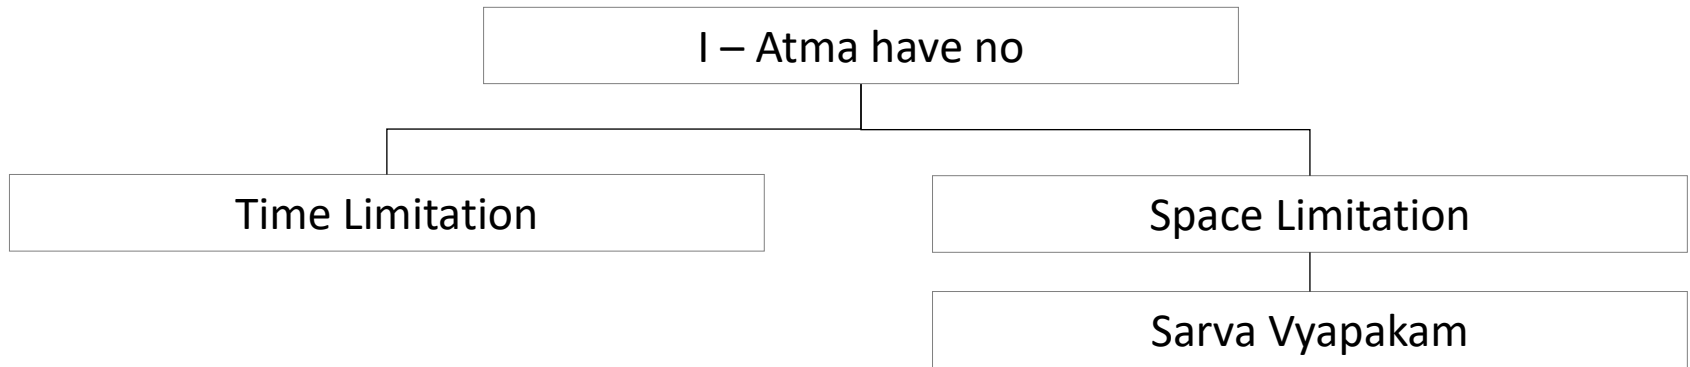 I – Atma have no
Time Limitation
Space Limitation
Sarva Vyapakam